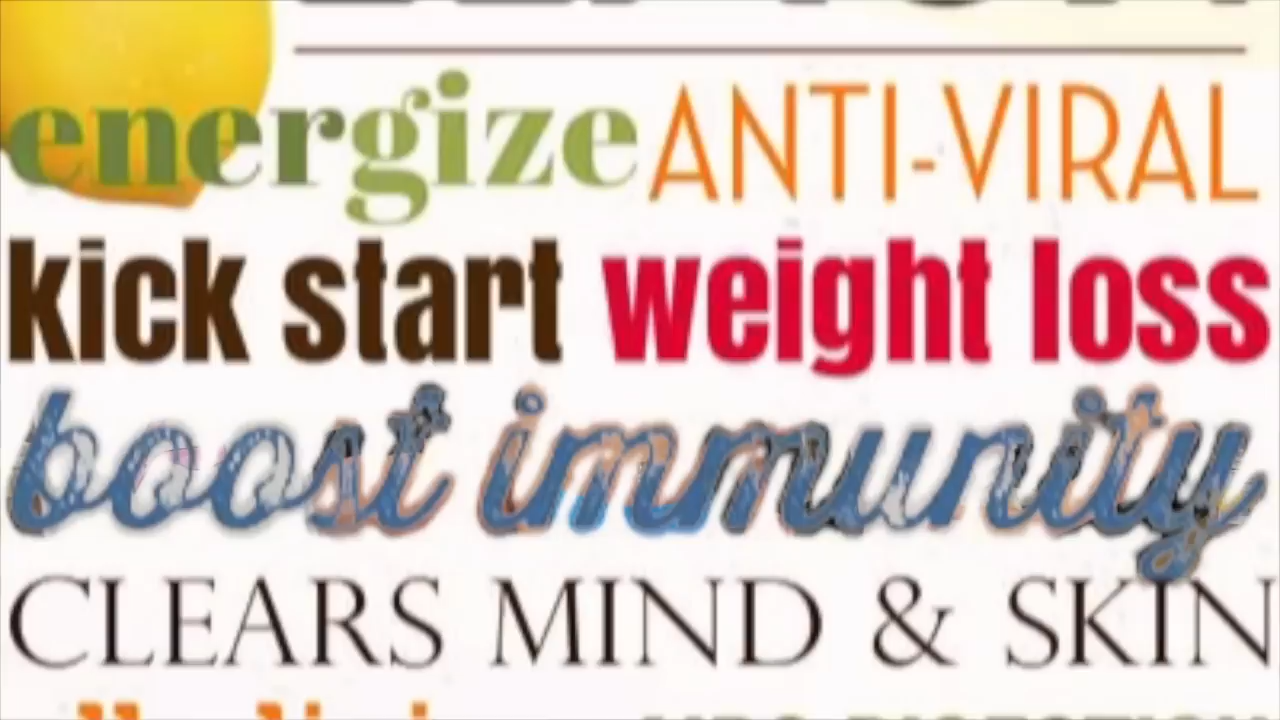 energize ANTI-VIRAL
kick start weight loss
boost immunity
CLEARS MIND & SKIN